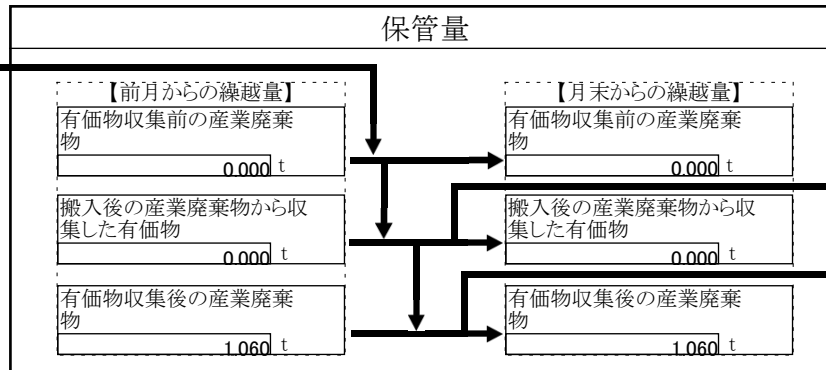 保管量
【前月からの繰越量】
有価物収集前の産業廃棄
物
0.000 t
搬入後の産業廃棄物から収
集した有価物
0.000 t
有価物収集後の産業廃棄
物
1.060 t
【月末からの繰越量】
有価物収集前の産業廃棄
物
0.000 t
搬入後の産業廃棄物から収
集した有価物
0.000 t
有価物収集後の産業廃棄
物
1.060 t